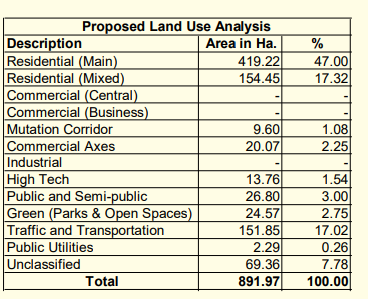 Proposed Land Use Analysis
Description Area in Ha. %
Residential (Main) 419.22 47.00
Residential (Mixed) 154.45 17.32
Commercial (Central) - -
Commercial (Business) - -
Mutation Corridor 9.60 1.08
Commercial Axes 20.07 2.25
Industrial - -
High Tech 13.76 1.54
Public and Semi-public 26.80 3.00
Green (Parks & Open Spaces) 24.57 2.75
Traffic and Transportation 151.85 17.02
Public Utilities 2.29 0.26
Unclassified 69.36 7.78
Total 891.97 100.00